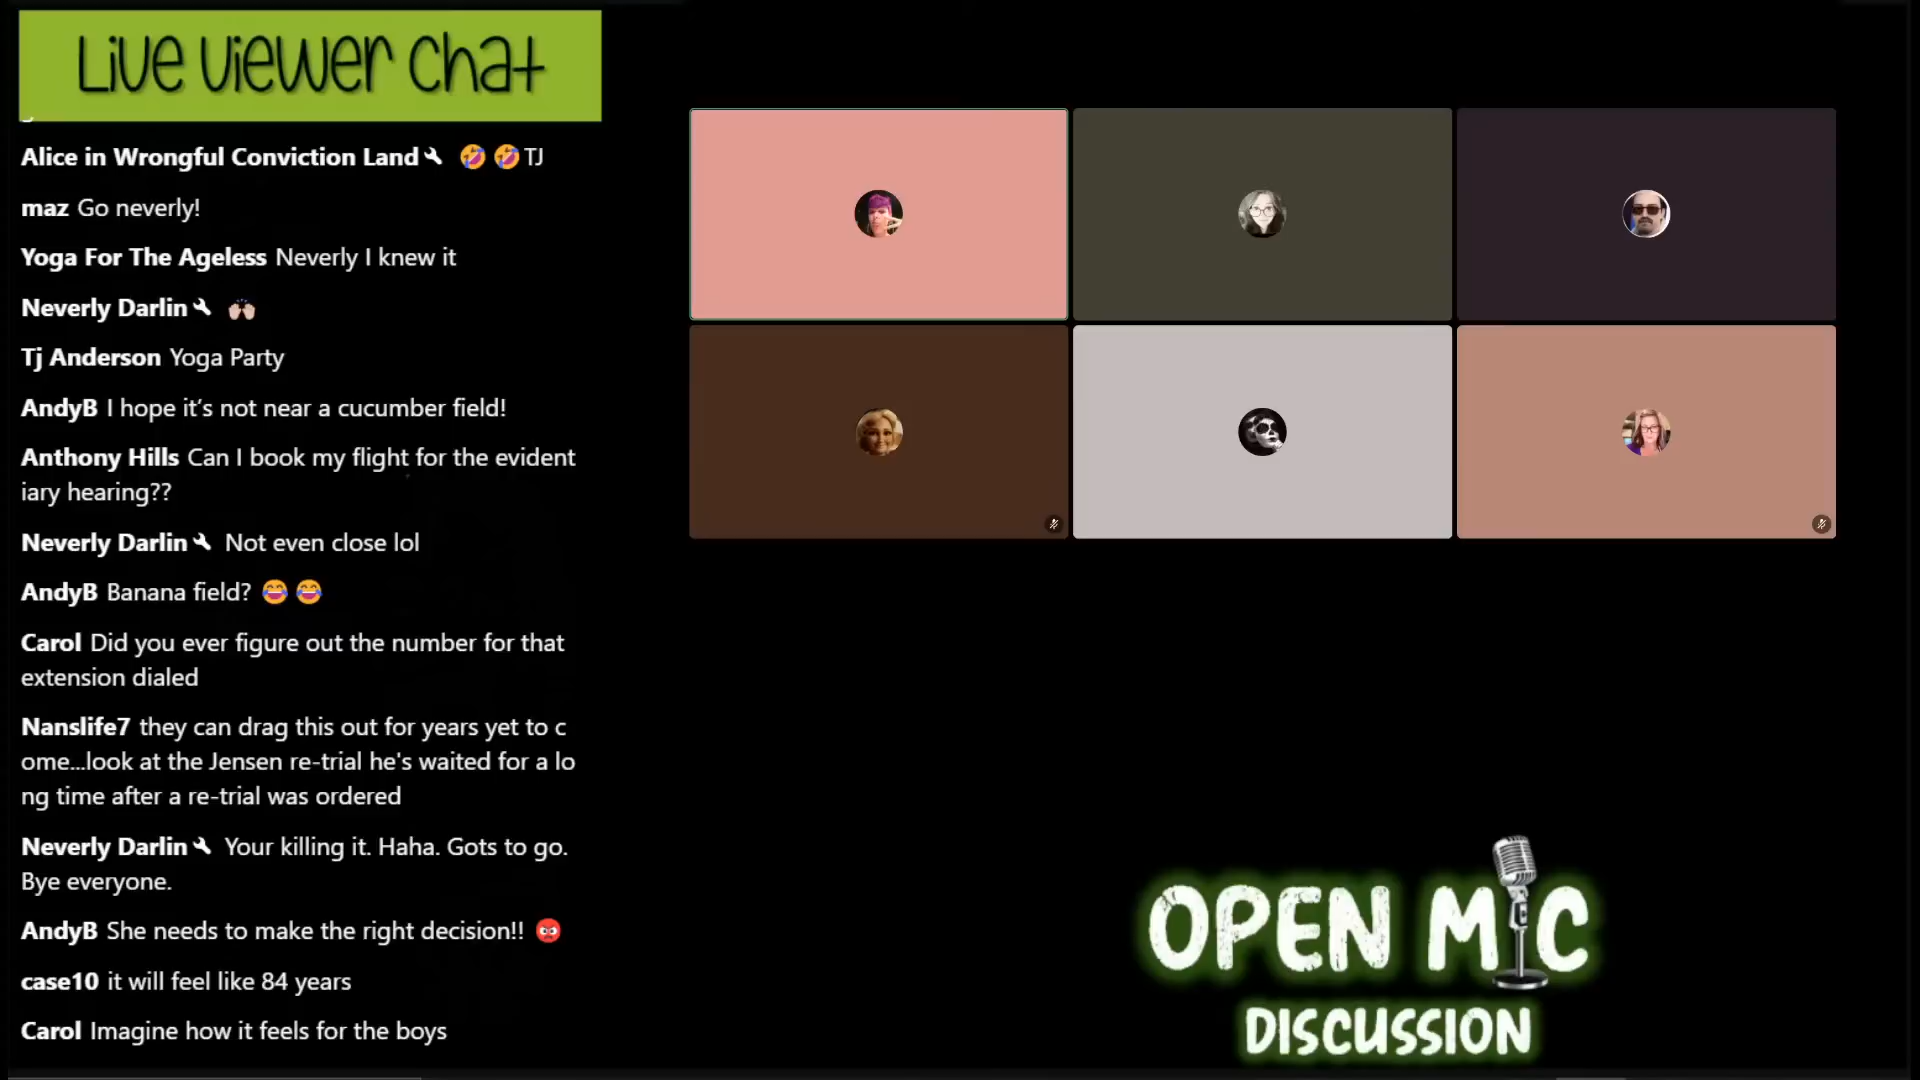 Live Viewer Chat
Alice in Wrongful Conviction Land 🤣 🤣 TJ
maz Go neverly!
Yoga For The Ageless Neverly I knew it
Neverly Darlin 🙌🏻
Tj Anderson Yoga Party
AndyB I hope it’s not near a cucumber field!
Anthony Hills Can I book my flight for the evident
iary hearing??
Neverly Darlin Not even close lol
AndyB Banana field? 😂 😂
Carol Did you ever figure out the number for that
extension dialed
Nanslife7 they can drag this out for years yet to c
ome...look at the Jensen re-trial he's waited for a lo
ng time after a re-trial was ordered
Neverly Darlin Your killing it. Haha. Gots to go.
Bye everyone.
AndyB She needs to make the right decision!! 😡
case10 it will feel like 84 years
Carol Imagine how it feels for the boys
OPEN MIC
DISCUSSION